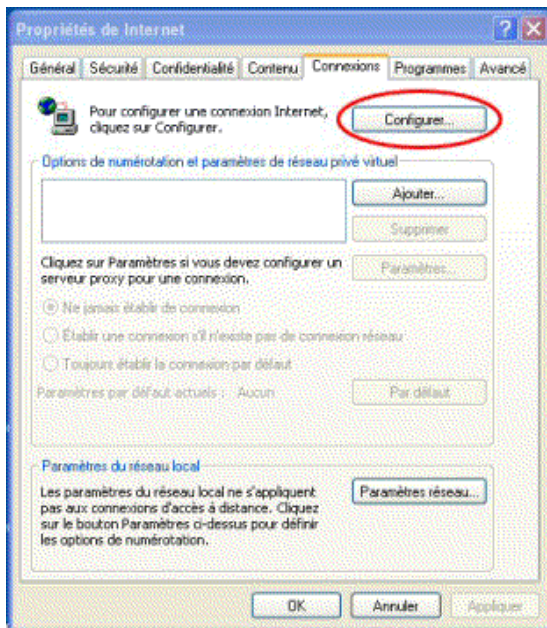 Propriétés de Internet
Général Sécurité Confidentialité Contenu Connexions Programmes Avancé
Pour configurer une connexion Internet,
cliquez sur Configurer.
Configurer...
Options de numérotation et paramètres de réseau privé virtuel
Ajouter...
Supprimer
Cliquez sur Paramètres si vous devez configurer un
serveur proxy pour une connexion.
Paramètres...
Ne jamais établir de connexion
Établir une connexion s'il n'existe pas de connexion réseau
Toujours établir la connexion par défaut
Paramètres par défaut actuels : Aucun
Par défaut
Paramètres du réseau local
Les paramètres du réseau local ne s'appliquent
pas aux connexions d'accès à distance. Cliquez
sur le bouton Paramètres ci-dessus pour définir
les options de numérotation.
Paramètres réseau...
OK Annuler Appliquer